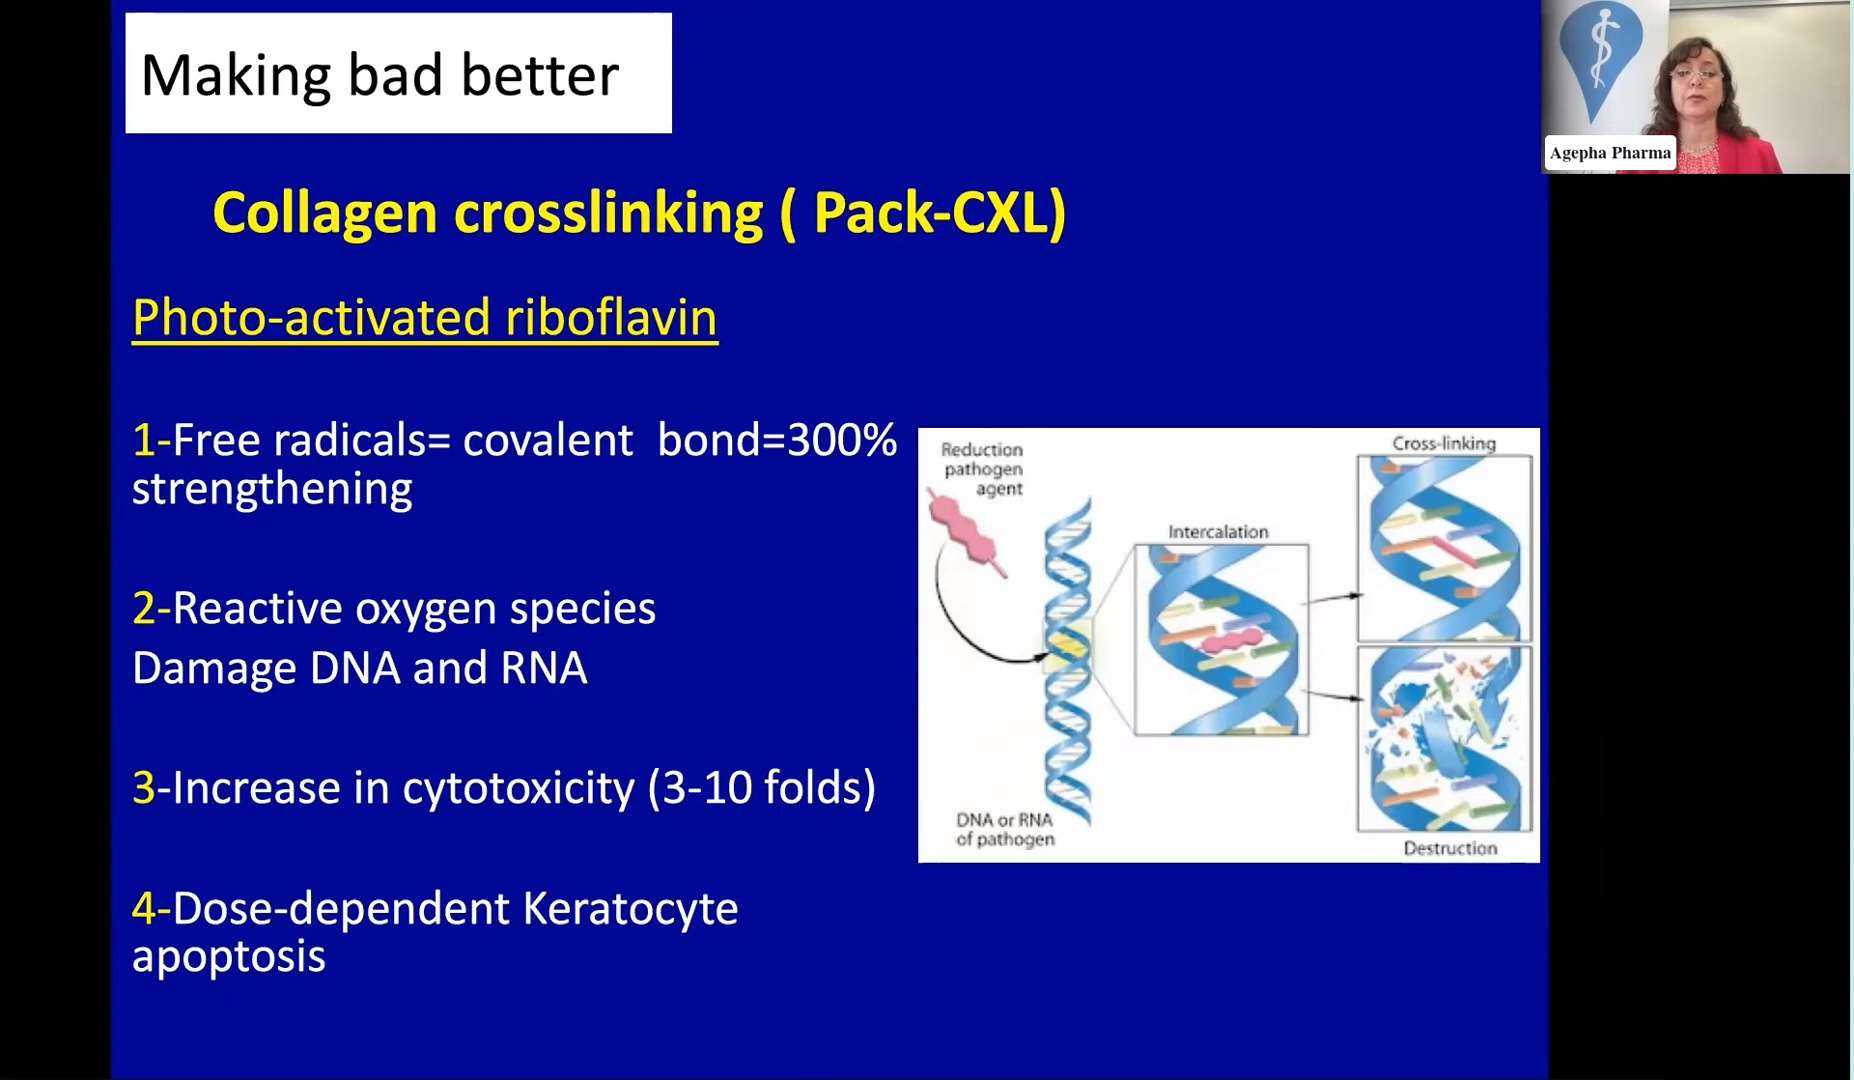 Making bad better
Agepha Pharma
Collagen crosslinking ( Pack-CXL)
Photo-activated riboflavin
1-Free radicals= covalent  bond=300%
strengthening
2-Reactive oxygen species
Damage DNA and RNA
3-Increase in cytotoxicity (3-10 folds)
4-Dose-dependent Keratocyte
apoptosis
Reduction
pathogen
agent
DNA or RNA
of pathogen
Intercalation
Cross-linking
Destruction